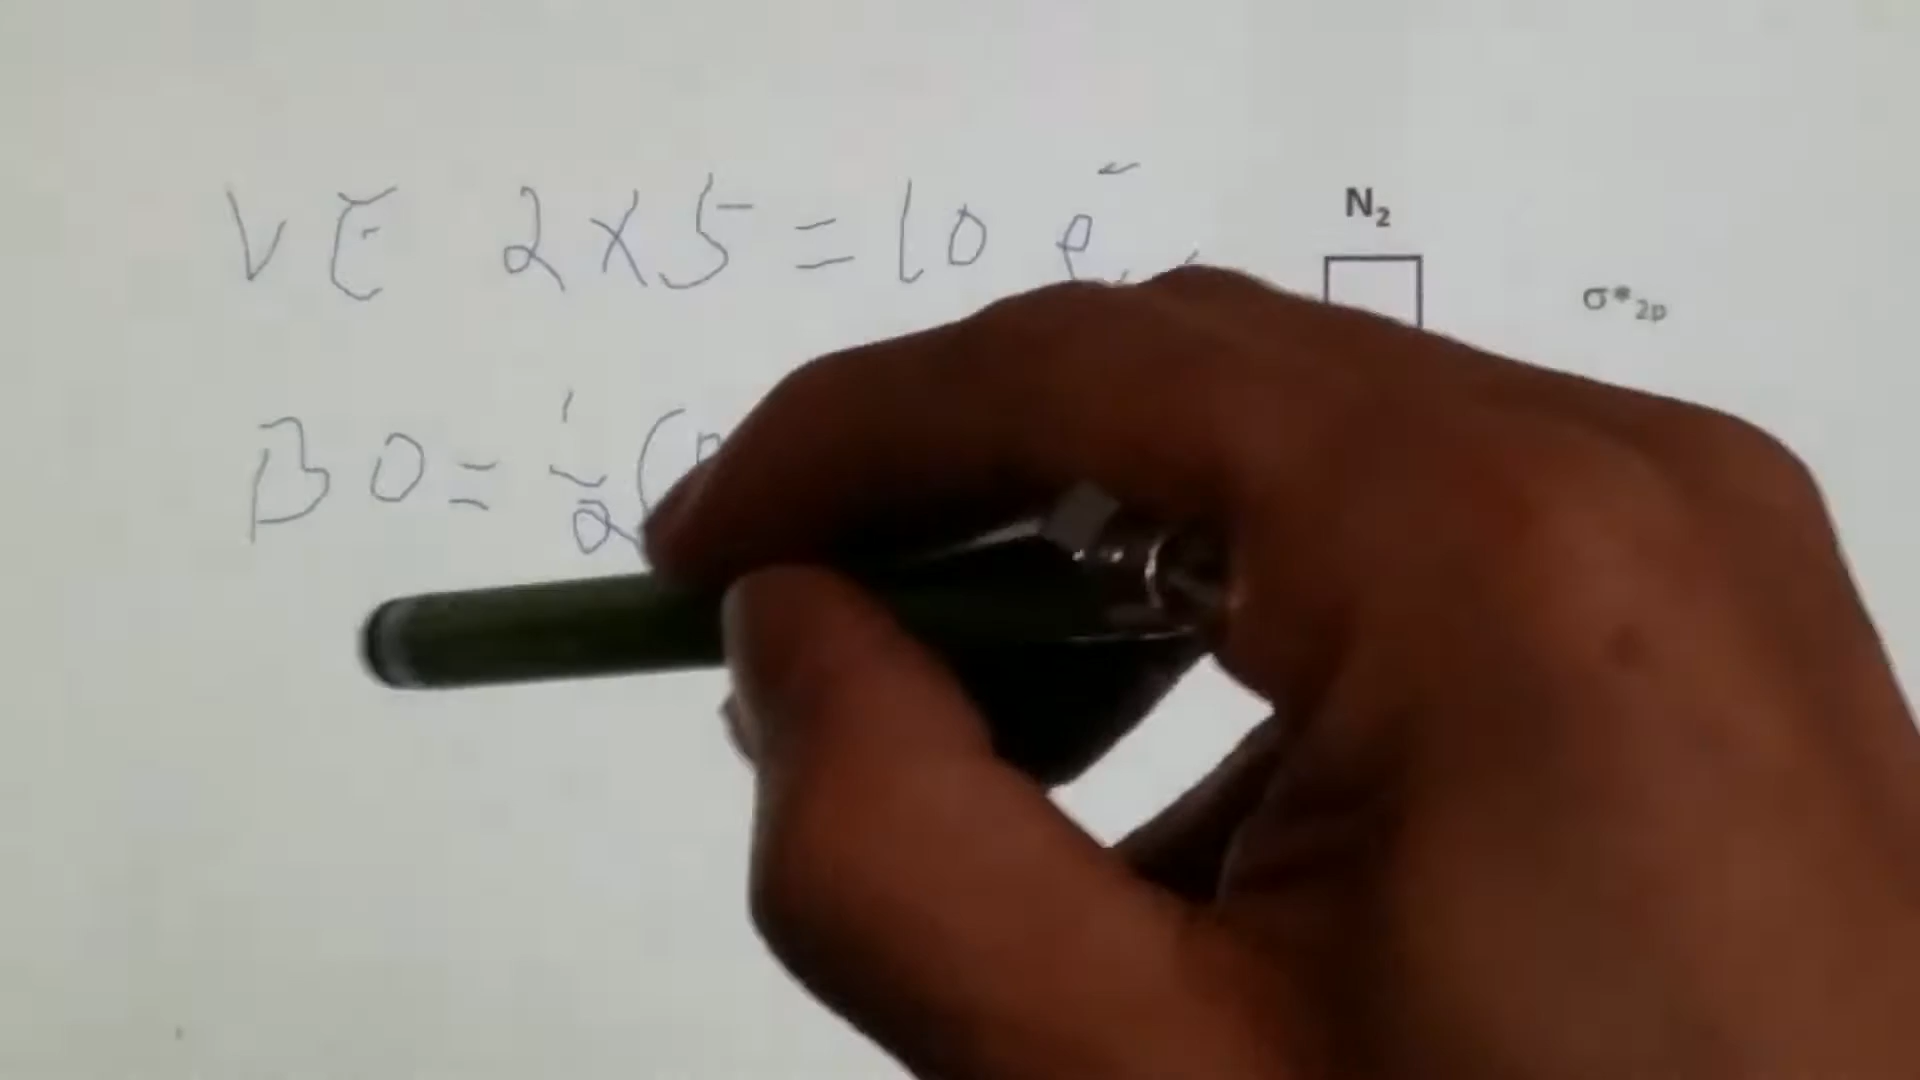 VE 2x5=10 e⁻
N₂
σ*₂p
BO=½(